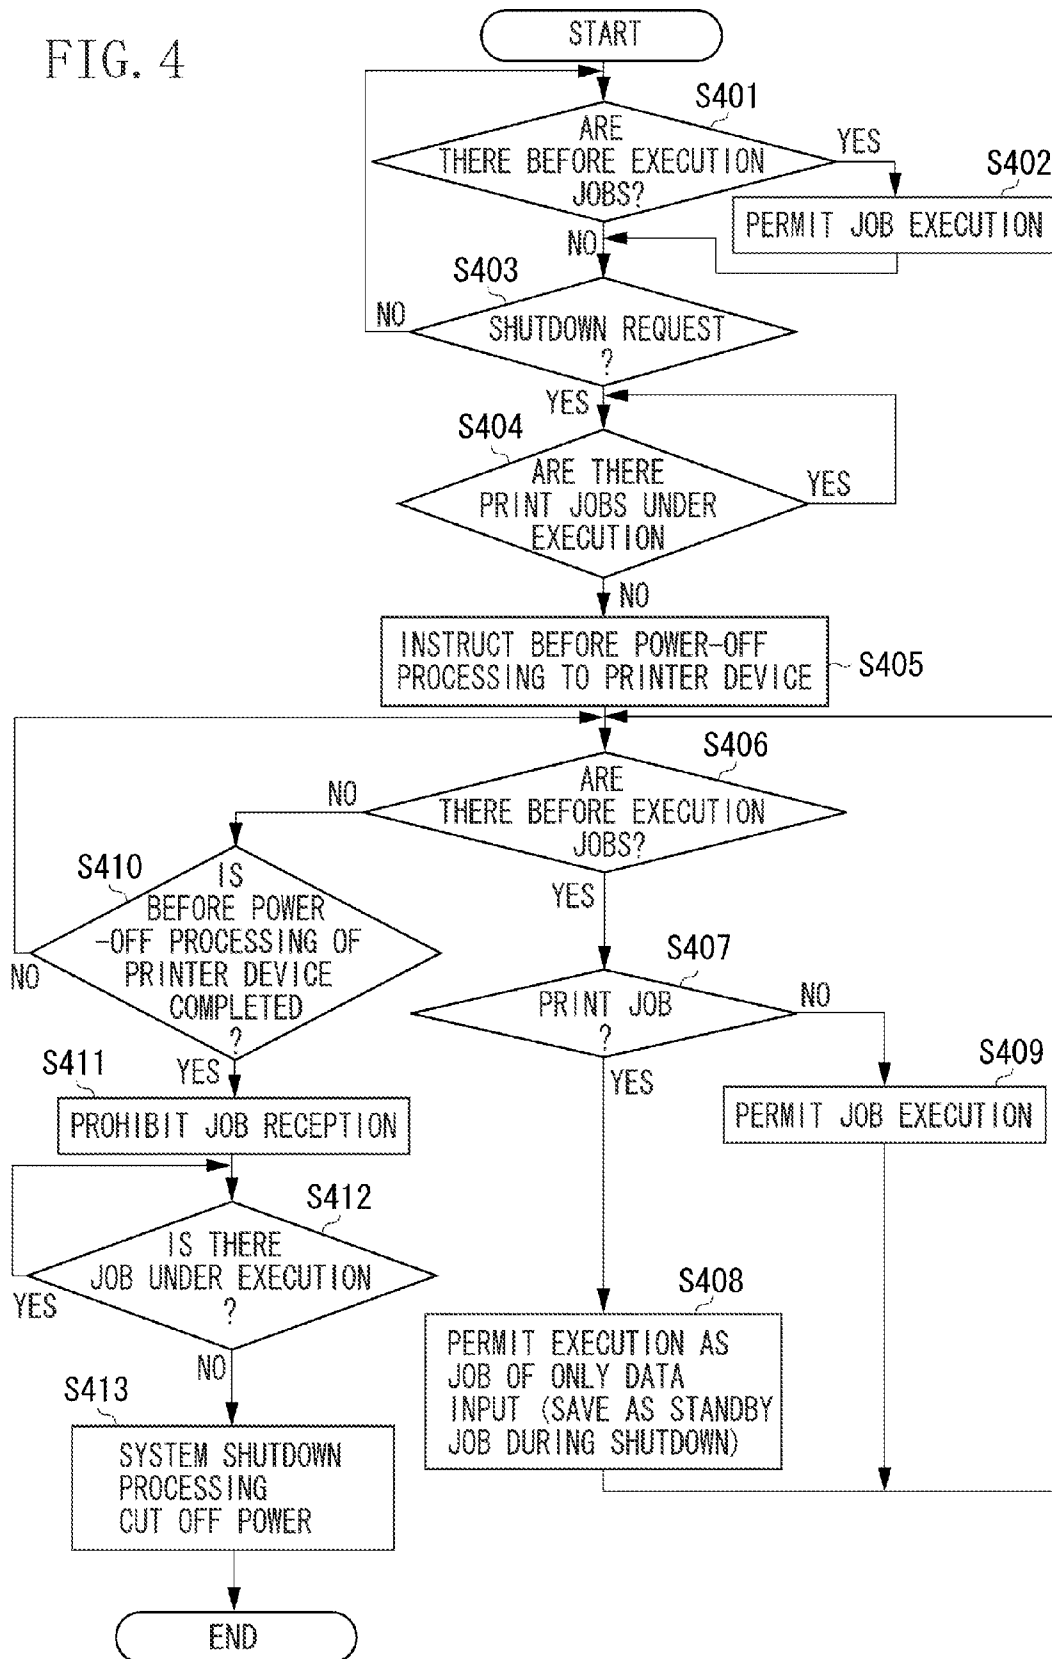 FIG. 4
START
S401
ARE
THERE BEFORE EXECUTION
JOBS?
YES
S402
PERMIT JOB EXECUTION
NO
S403
NO
SHUTDOWN REQUEST
?
YES
S404
ARE THERE
PRINT JOBS UNDER
EXECUTION
YES
NO
INSTRUCT BEFORE POWER-OFF
PROCESSING TO PRINTER DEVICE
S405
S406
ARE
THERE BEFORE EXECUTION
JOBS?
NO
YES
S410
IS
BEFORE POWER
-OFF PROCESSING OF
PRINTER DEVICE
COMPLETED
?
NO
YES
S407
PRINT JOB
?
NO
YES
S409
PERMIT JOB EXECUTION
S411
PROHIBIT JOB RECEPTION
S412
IS THERE
JOB UNDER EXECUTION
?
YES
NO
S408
PERMIT EXECUTION AS
JOB OF ONLY DATA
INPUT (SAVE AS STANDBY
JOB DURING SHUTDOWN)
S413
SYSTEM SHUTDOWN
PROCESSING
CUT OFF POWER
END